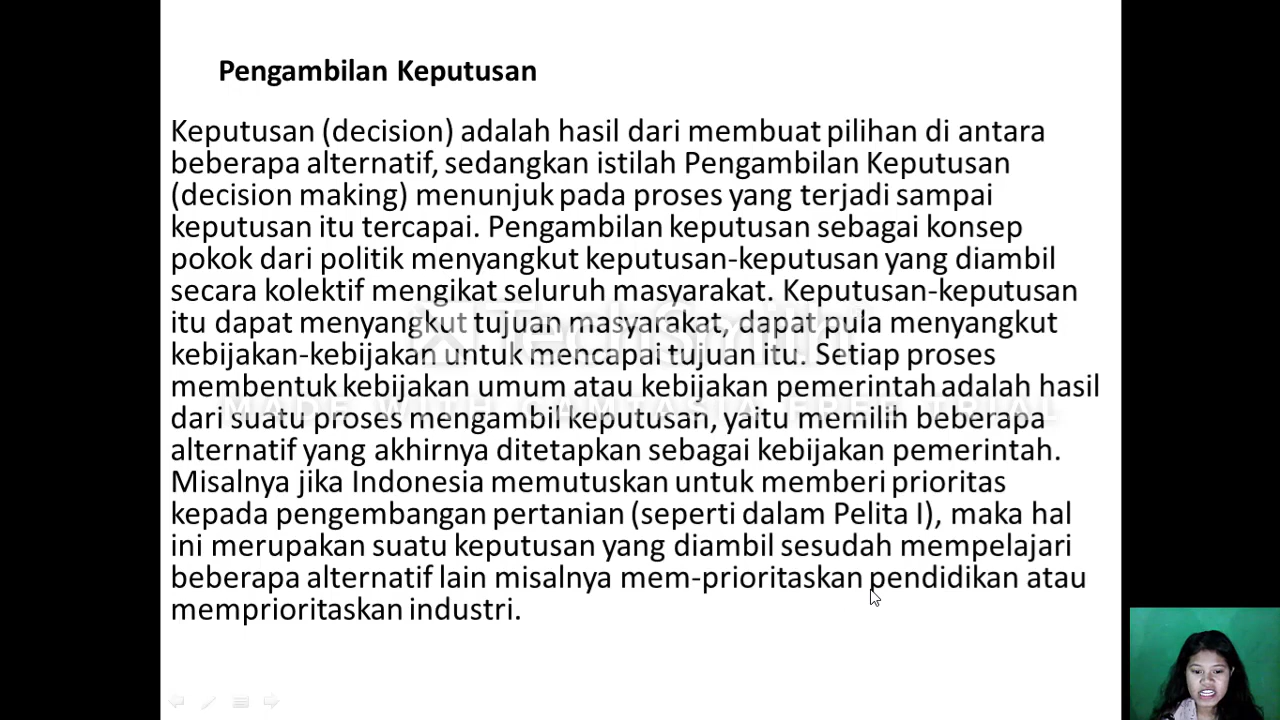 Pengambilan Keputusan
Keputusan (decision) adalah hasil dari membuat pilihan di antara
beberapa alternatif, sedangkan istilah Pengambilan Keputusan
(decision making) menunjuk pada proses yang terjadi sampai
keputusan itu tercapai. Pengambilan keputusan sebagai konsep
pokok dari politik menyangkut keputusan-keputusan yang diambil
secara kolektif mengikat seluruh masyarakat. Keputusan-keputusan
itu dapat menyangkut tujuan masyarakat, dapat pula menyangkut
kebijakan-kebijakan untuk mencapai tujuan itu. Setiap proses
membentuk kebijakan umum atau kebijakan pemerintah adalah hasil
dari suatu proses mengambil keputusan, yaitu memilih beberapa
alternatif yang akhirnya ditetapkan sebagai kebijakan pemerintah.
Misalnya jika Indonesia memutuskan untuk memberi prioritas
kepada pengembangan pertanian (seperti dalam Pelita I), maka hal
ini merupakan suatu keputusan yang diambil sesudah mempelajari
beberapa alternatif lain misalnya mem-prioritaskan pendidikan atau
memprioritaskan industri.
TechSmith
MADE WITH CAMTASIA FREE TRIAL